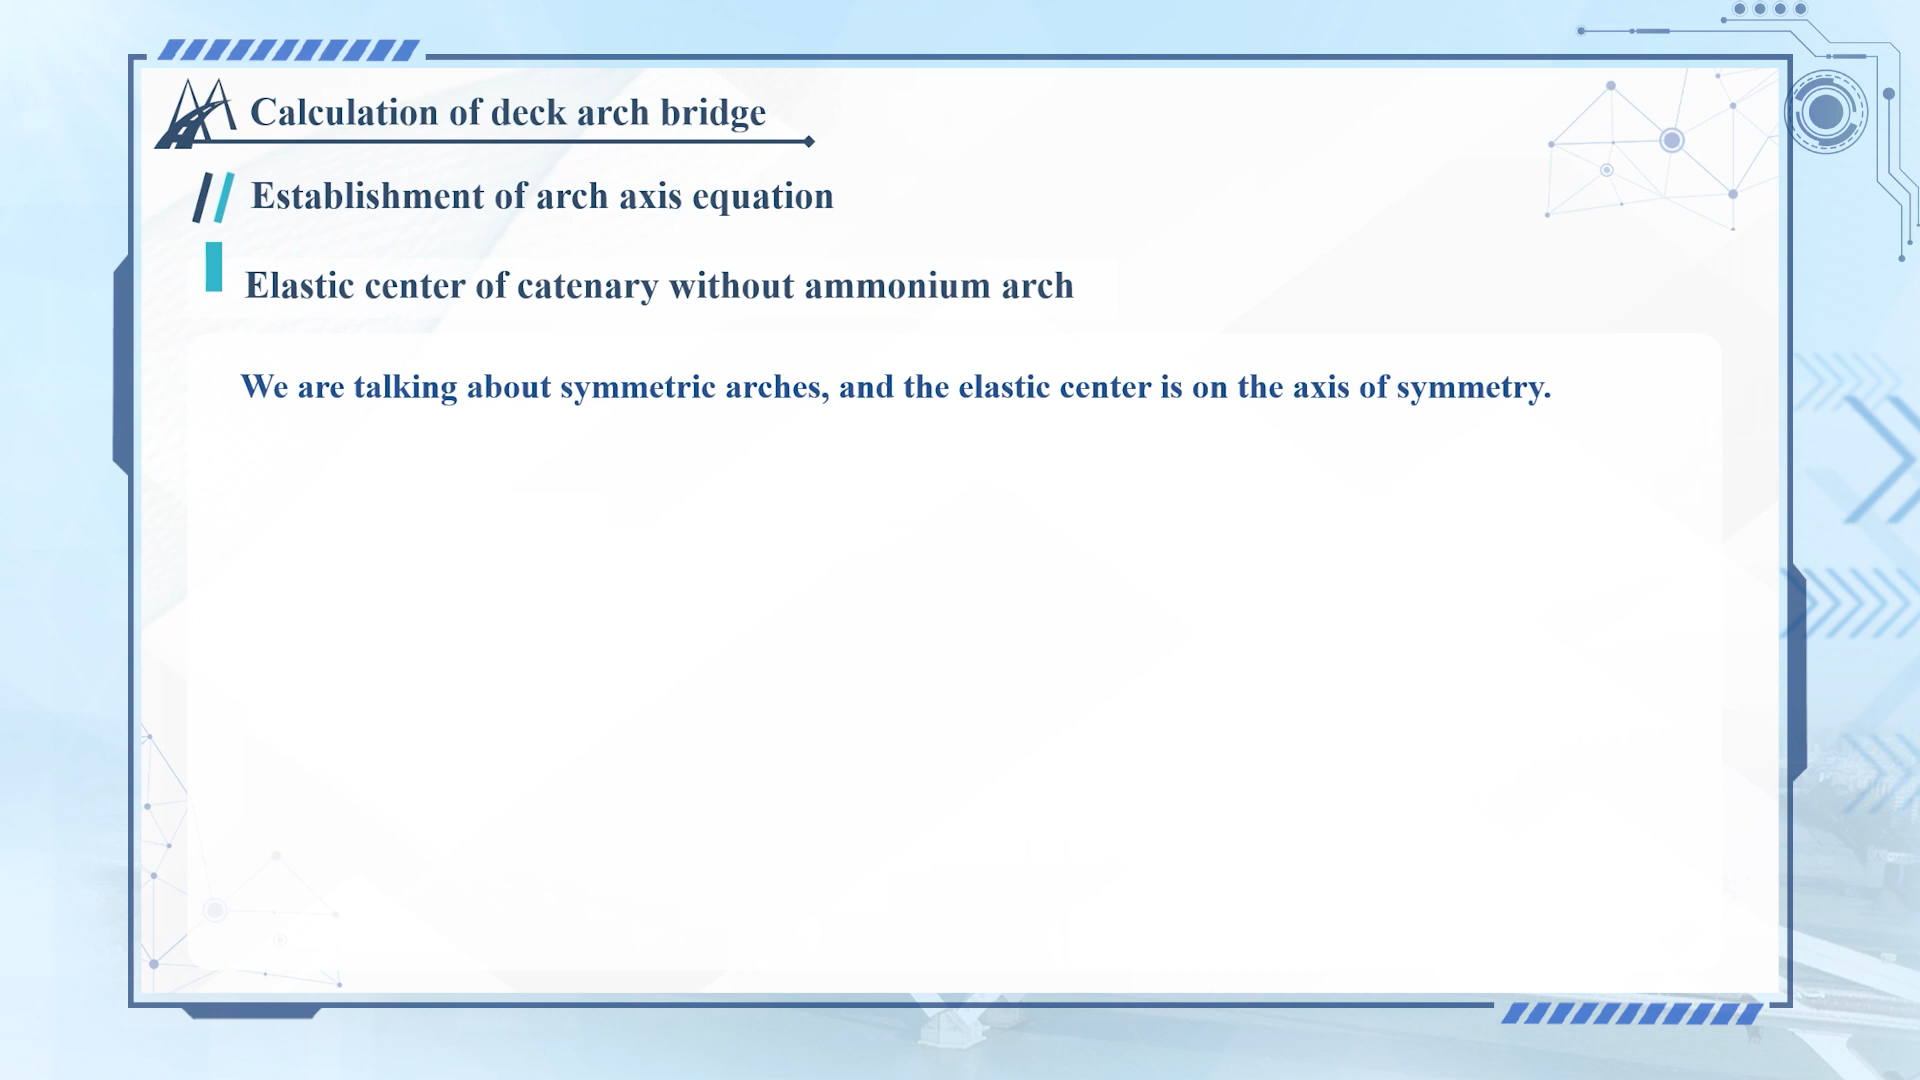 Calculation of deck arch bridge
Establishment of arch axis equation
Elastic center of catenary without ammonium arch
We are talking about symmetric arches, and the elastic center is on the axis of symmetry.